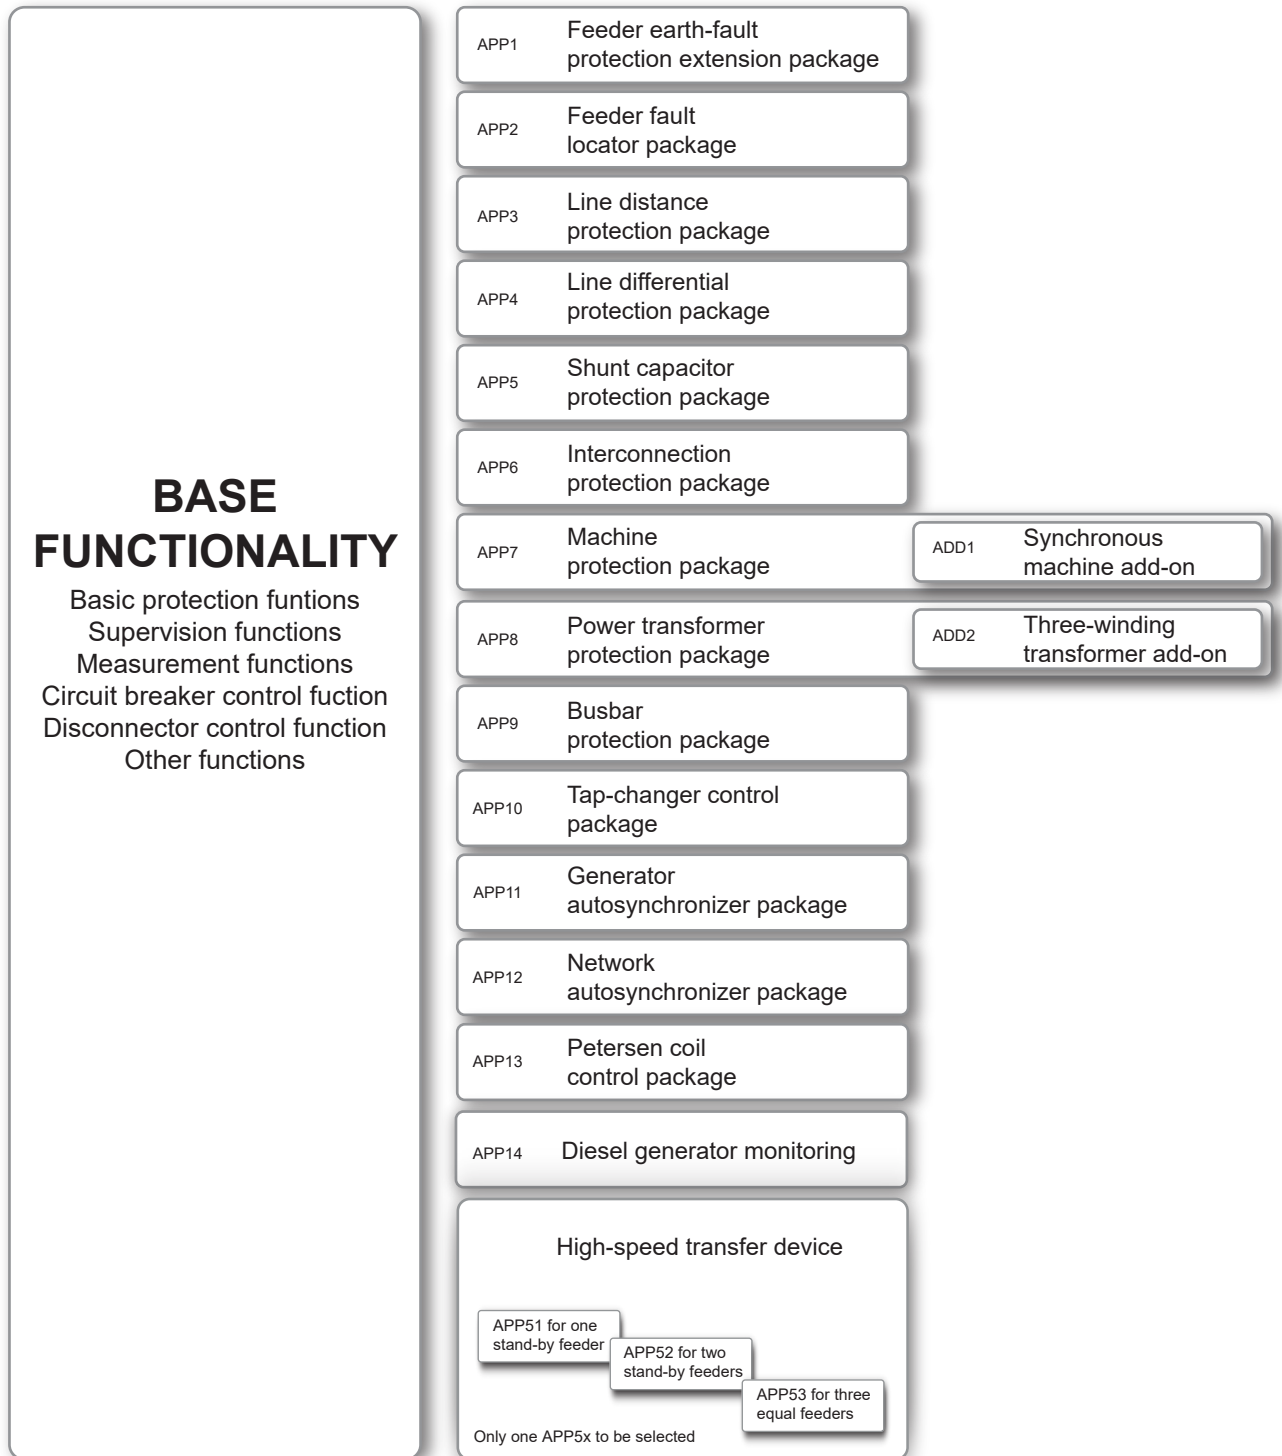 BASE
FUNCTIONALITY
Basic protection funtions
Supervision functions
Measurement functions
Circuit breaker control fuction
Disconnector control function
Other functions
APP1
Feeder earth-fault
protection extension package
APP2
Feeder fault
locator package
APP3
Line distance
protection package
APP4
Line differential
protection package
APP5
Shunt capacitor
protection package
APP6
Interconnection
protection package
APP7
Machine
protection package
ADD1
Synchronous
machine add-on
APP8
Power transformer
protection package
ADD2
Three-winding
transformer add-on
APP9
Busbar
protection package
APP10
Tap-changer control
package
APP11
Generator
autosynchronizer package
APP12
Network
autosynchronizer package
APP13
Petersen coil
control package
APP14
Diesel generator monitoring
High-speed transfer device
APP51 for one
stand-by feeder
APP52 for two
stand-by feeders
APP53 for three
equal feeders
Only one APP5x to be selected